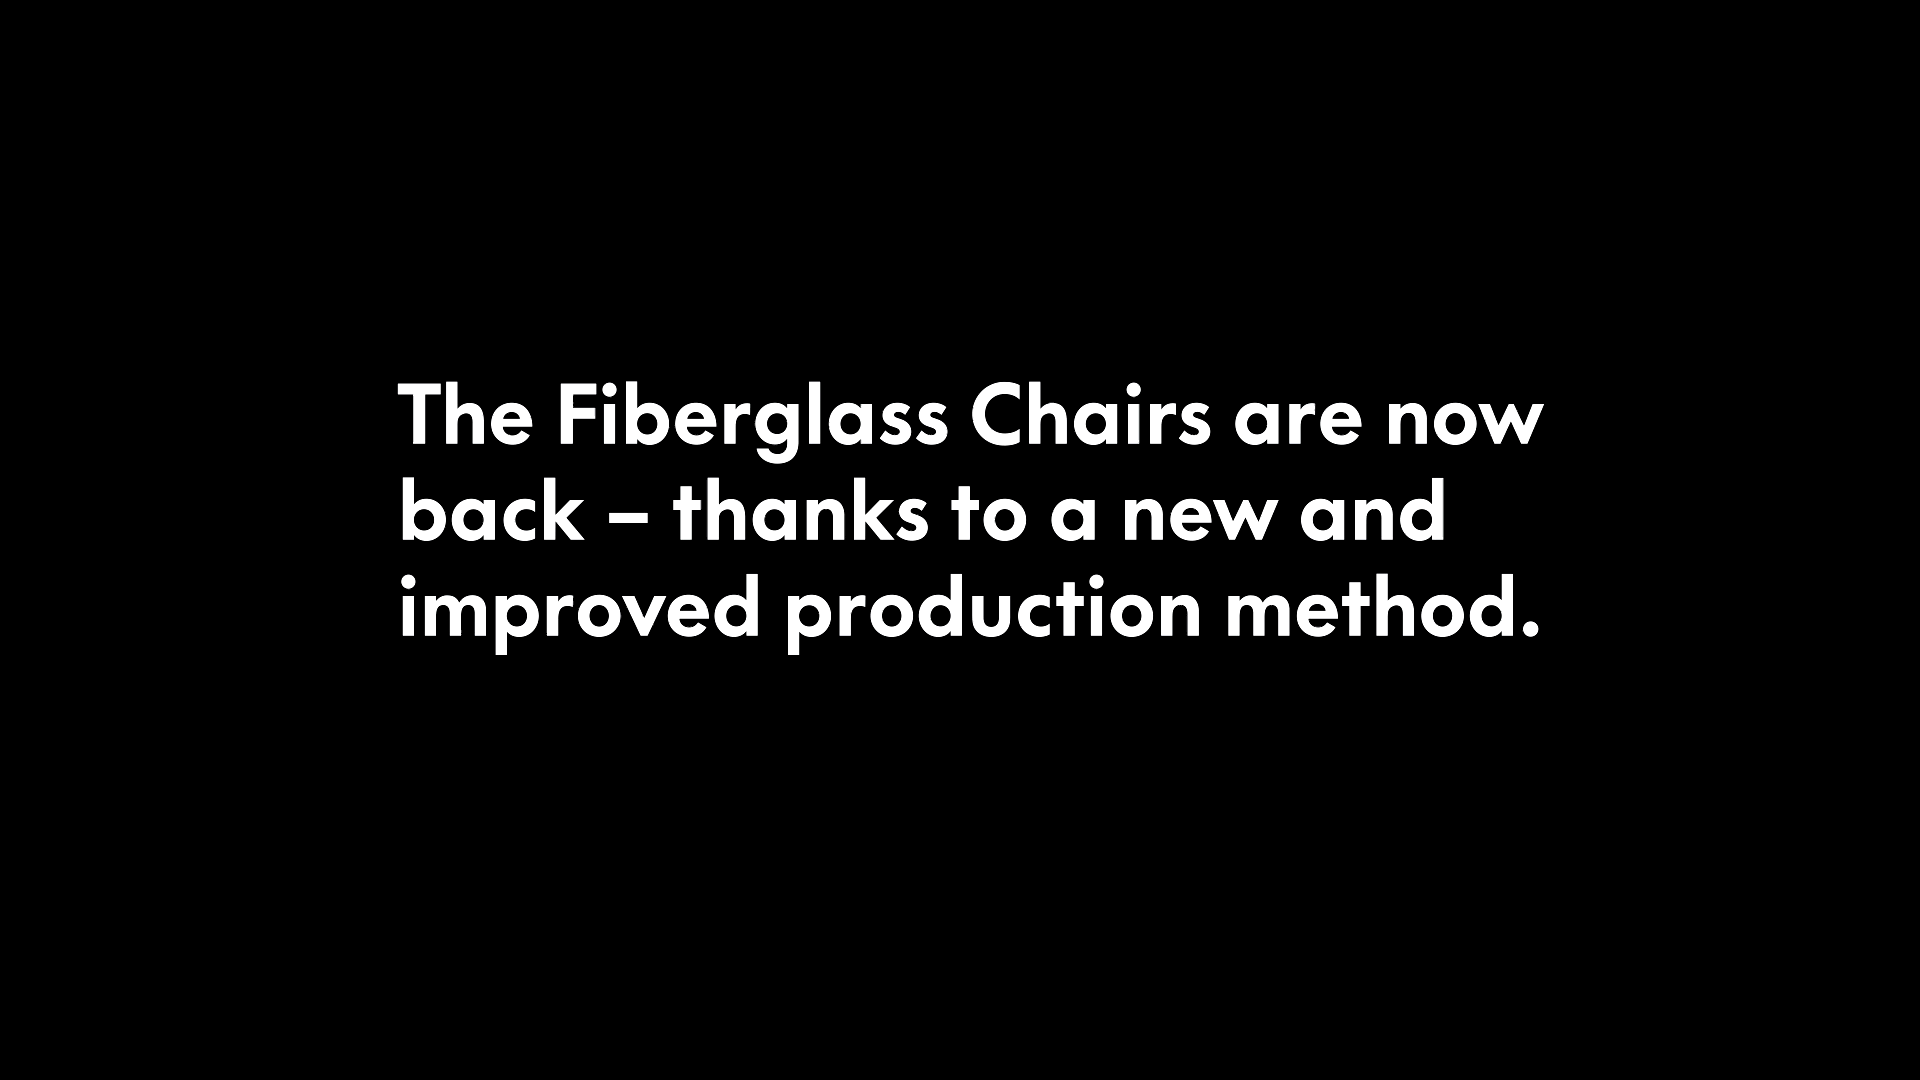 The Fiberglass Chairs are now
back – thanks to a new and
improved production method.